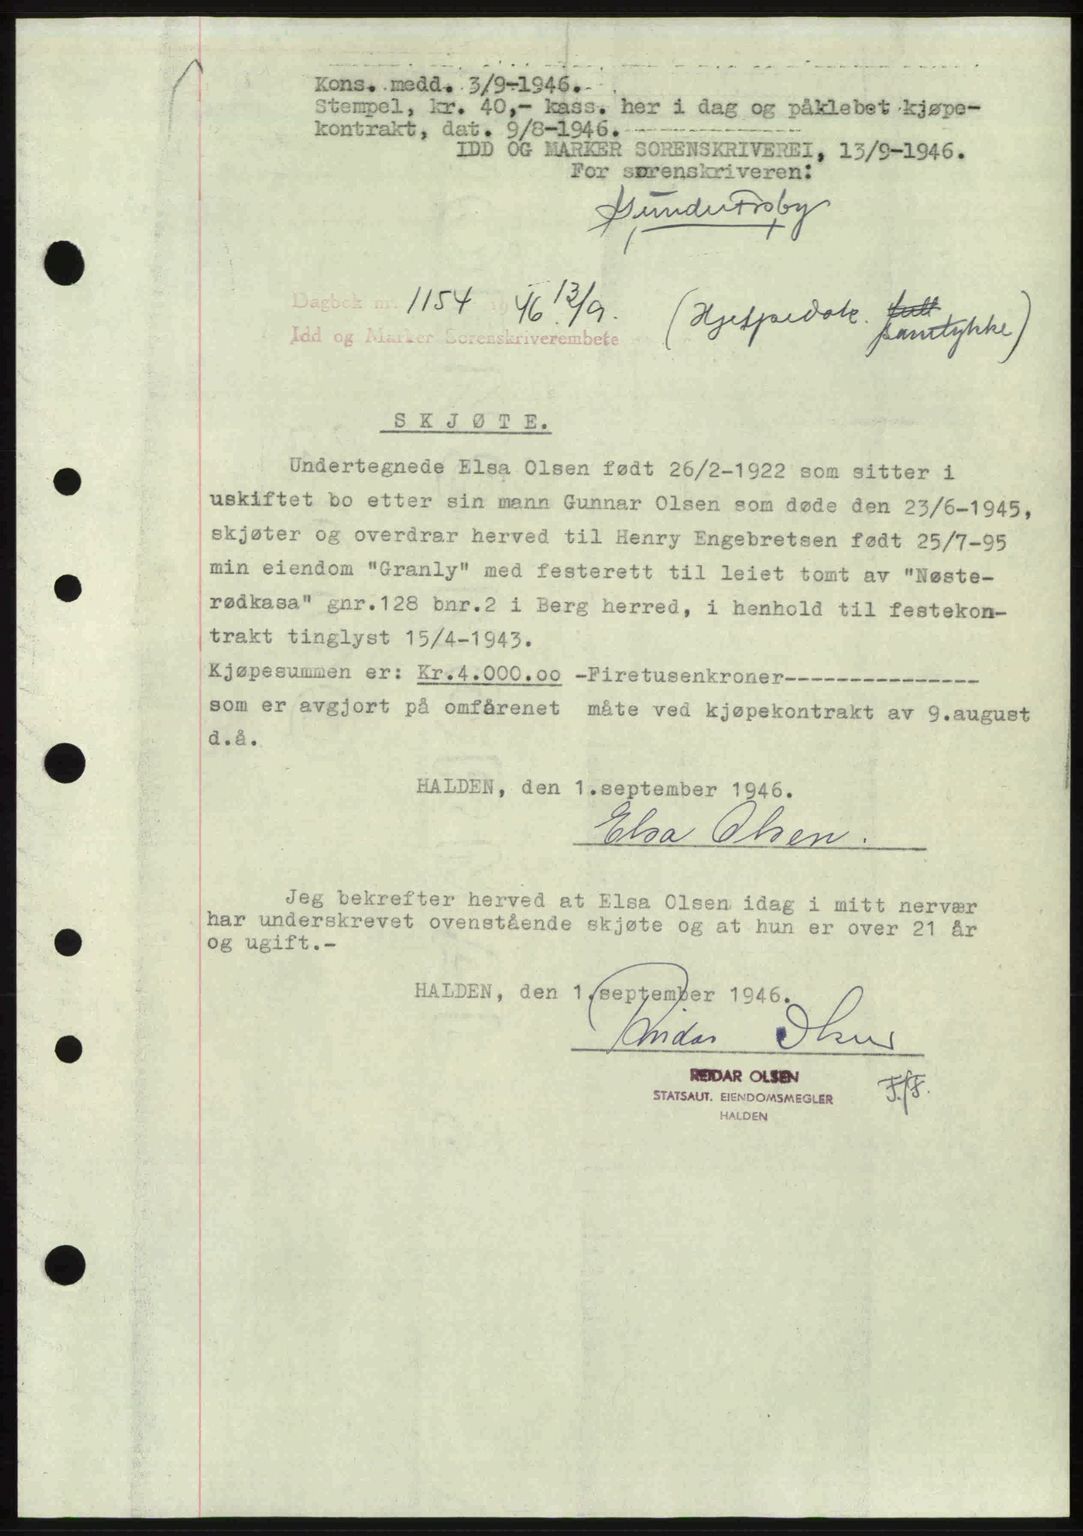 Kons. medd. 3/9-1946.
Stempel, kr. 40,- kass. her i dag og påklebet kjøpe-
kontrakt, dat. 9/8-1946.--------------
IDD OG MARKER SORENSKRIVEREI, 13/9-1946.
For sorenskriveren:
Dagbok nr. 1154 1946 13/9.
Idd og Marker Sorenskriverembete
(Hjelpedok. samtykke)
SKJØTE.
Undertegnede Elsa Olsen født 26/2-1922 som sitter i
uskiftet bo etter sin mann Gunnar Olsen som døde den 23/6-1945,
skjøter og overdrar herved til Henry Engebretsen født 25/7-95
min eiendom "Granly" med festerett til leiet tomt av "Nøste-
rødkasa" gnr.128 bnr.2 i Berg herred, i henhold til festekon-
trakt tinglyst 15/4-1943.
Kjøpesummen er: Kr.4.000.oo -Firetusenkroner---------------
som er avgjort på omfårenet måte ved kjøpekontrakt av 9.august
d.å.
HALDEN, den 1.september 1946.
Elsa Olsen.
Jeg bekrefter herved at Elsa Olsen idag i mitt nervær
har underskrevet ovenstående skjøte og at hun er over 21 år
og ugift.-
HALDEN, den 1.september 1946.
Reidar Olsen
REIDAR OLSEN
STATSAUT. EIENDOMSMEGLER
HALDEN